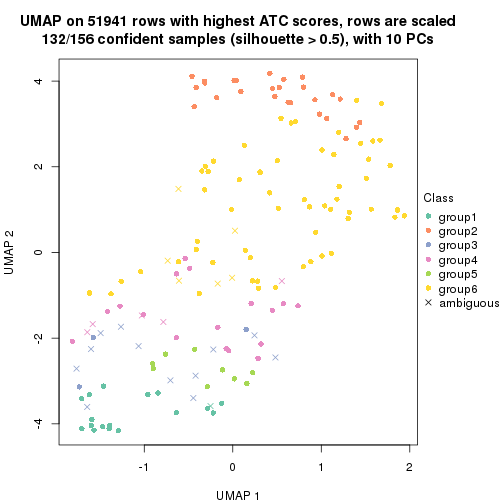 UMAP on 51941 rows with highest ATC scores, rows are scaled
132/156 confident samples (silhouette > 0.5), with 10 PCs
4
2
0
-2
-4
UMAP 2
-1
0
1
2
UMAP 1
Class
group1
group2
group3
group4
group5
group6
ambiguous